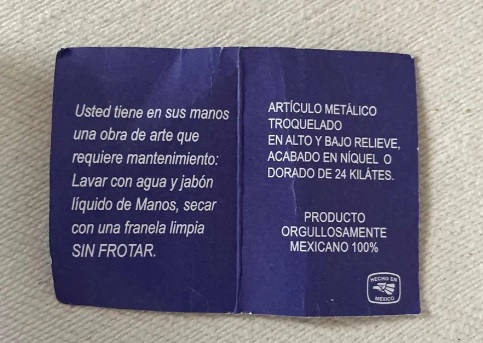 Usted tiene en sus manos
una obra de arte que
requiere mantenimiento:
Lavar con agua y jabón
líquido de Manos, secar
con una franela limpia
SIN FROTAR.
ARTÍCULO METÁLICO
TROQUELADO
EN ALTO Y BAJO RELIEVE,
ACABADO EN NÍQUEL O
DORADO DE 24 KILÁTES.
PRODUCTO
ORGULLOSAMENTE
MEXICANO 100%
HECHO EN
MÉXICO